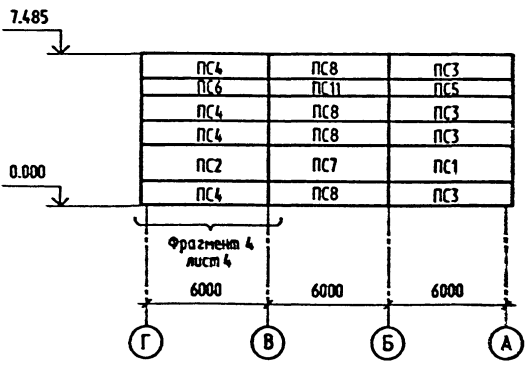 7.485
ПС4 ПС8 ПС3
ПС6 ПС11 ПС5
ПС4 ПС8 ПС3
ПС4 ПС8 ПС3
0.000
ПС2 ПС7 ПС1
ПС4 ПС8 ПС3
Фрагмент 4
лист 4
6000 6000 6000
Г В Б А